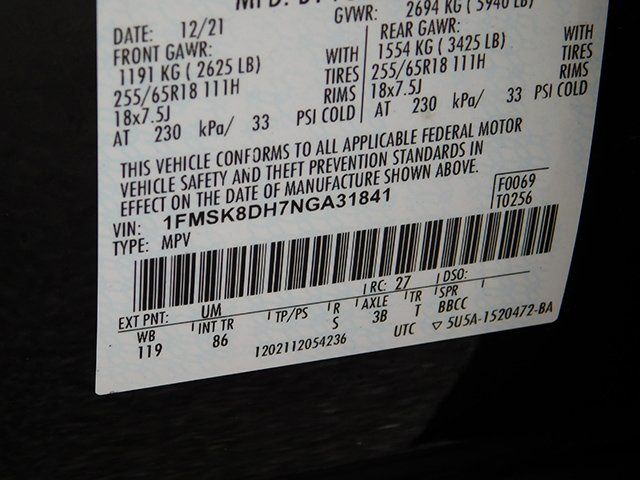 MFD. BY
GVWR: 2694 KG (5940 LB)
DATE: 12/21
FRONT GAWR:
1191 KG (2625 LB) WITH
255/65R18 111H TIRES
18x7.5J RIMS
AT 230 kPa/ 33 PSI COLD
REAR GAWR:
1554 KG (3425 LB) WITH
255/65R18 111H TIRES
18x7.5J RIMS
AT 230 kPa/ 33 PSI COLD
THIS VEHICLE CONFORMS TO ALL APPLICABLE FEDERAL MOTOR
VEHICLE SAFETY AND THEFT PREVENTION STANDARDS IN
EFFECT ON THE DATE OF MANUFACTURE SHOWN ABOVE.
VIN: 1FMSK8DH7NGA31841
TYPE: MPV
F0069
T0256
EXT PNT: UM RC: 27 DSO:
WB INT TR TP/PS R AXLE TR SPR
119 86 S 3B T BBCC
1202112054236 UTC ▽ 5U5A-1520472-BA